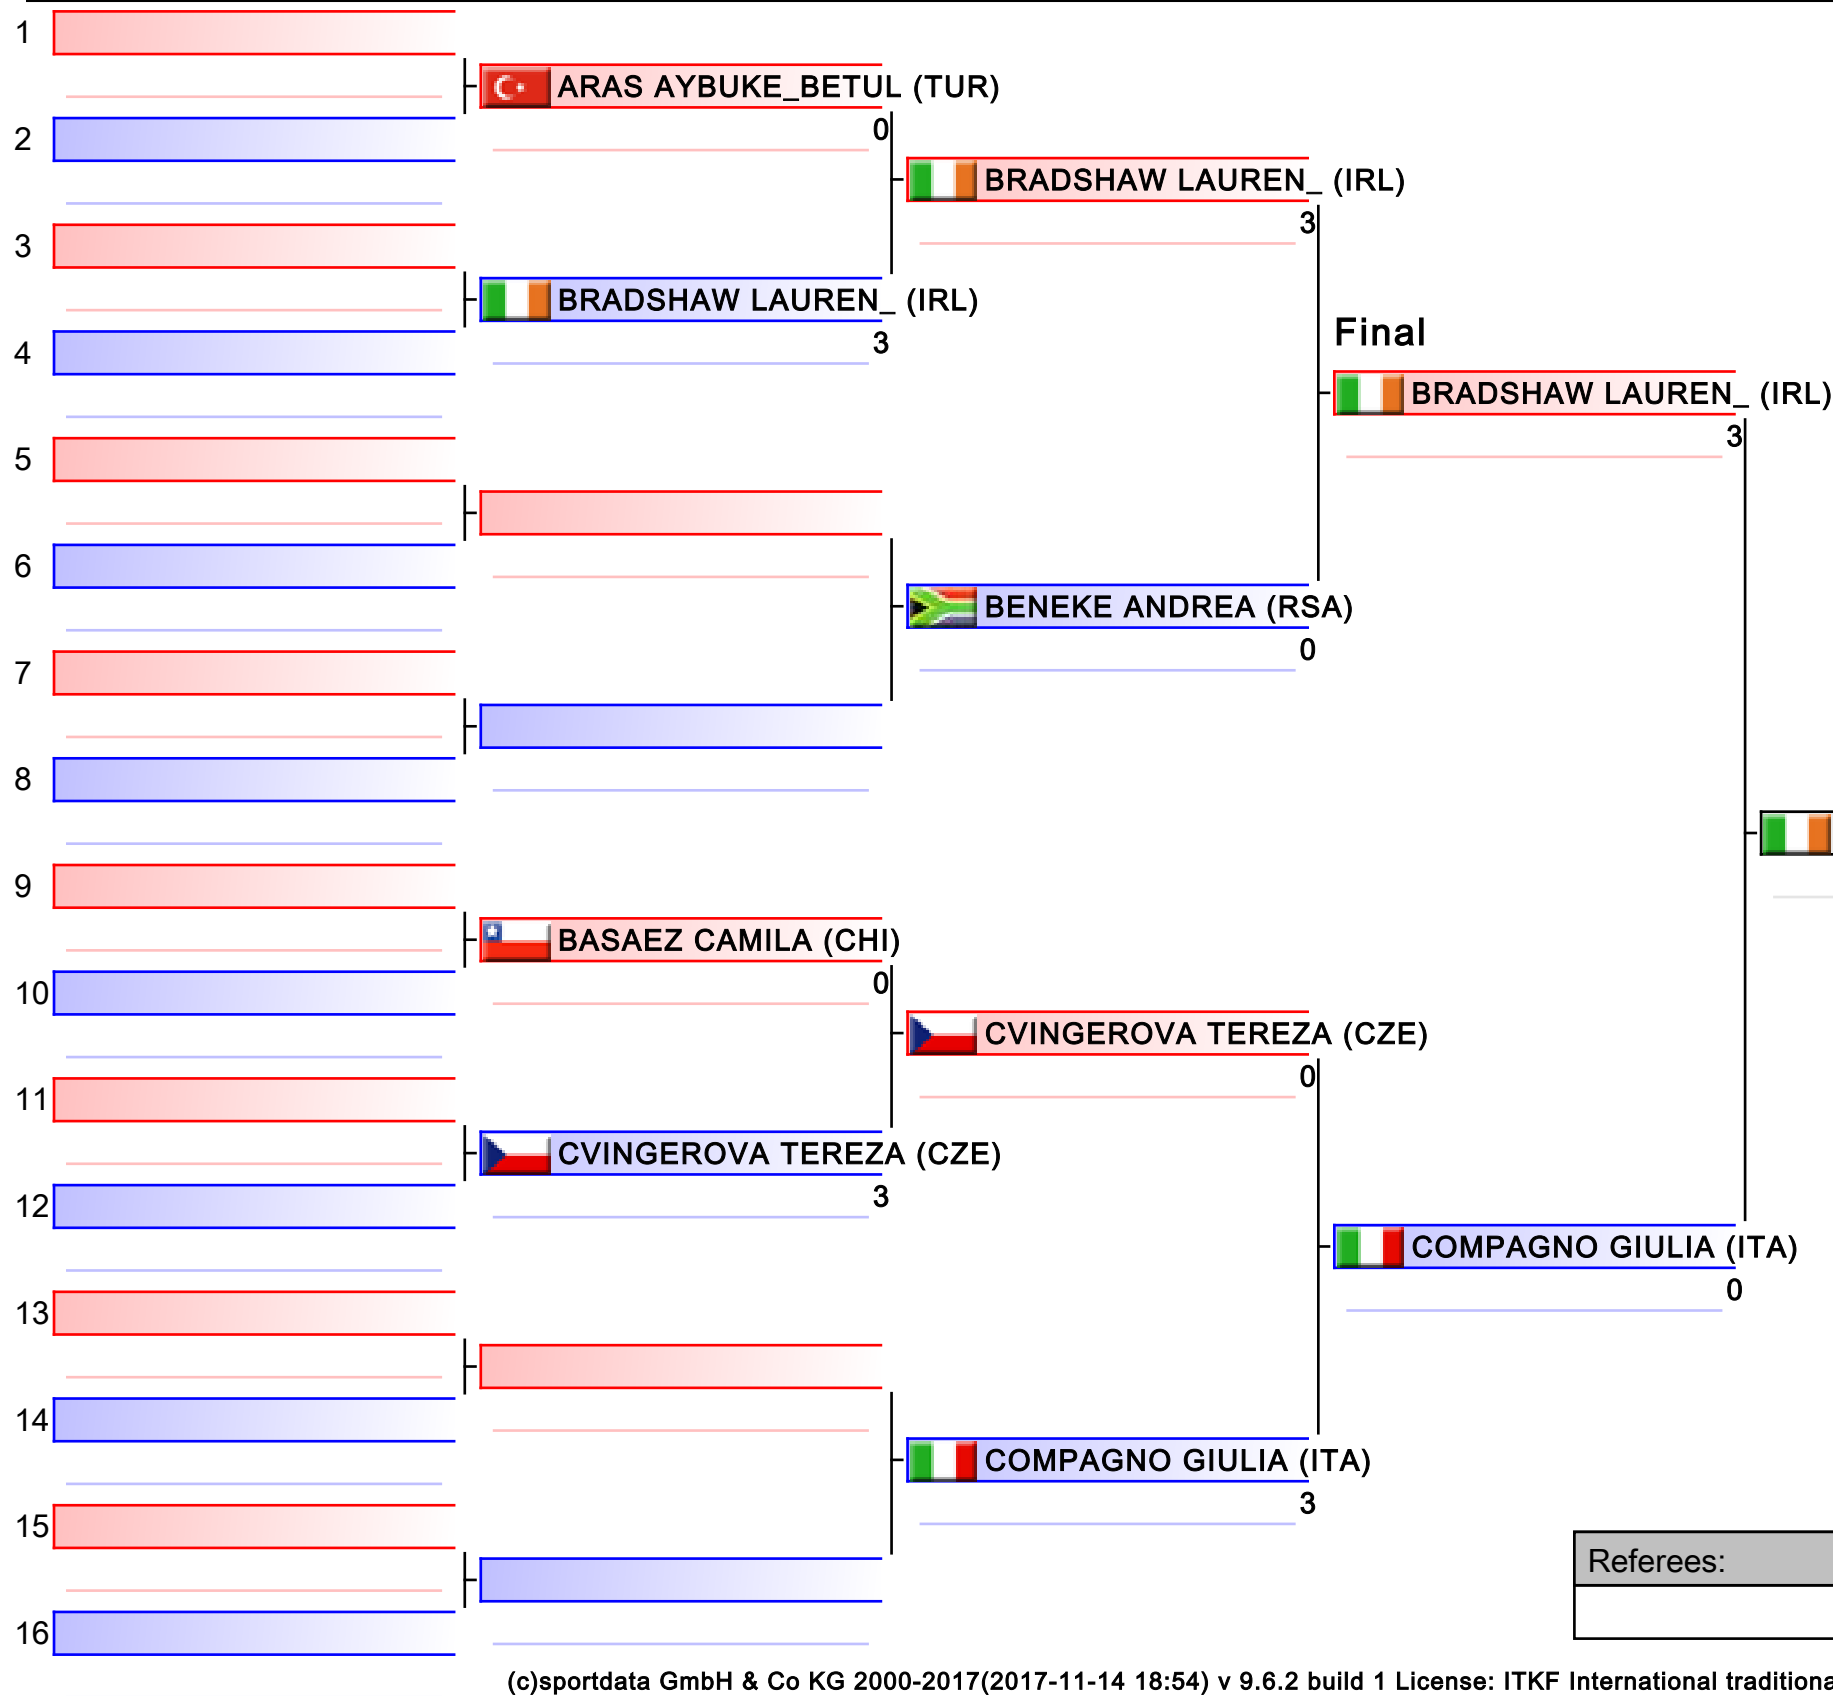 1
ARAS AYBUKE_BETUL (TUR)
0
2
BRADSHAW LAUREN_ (IRL)
3
3
BRADSHAW LAUREN_ (IRL)
3
4
Final
BRADSHAW LAUREN_ (IRL)
3
5
6
BENEKE ANDREA (RSA)
0
7
8
9
BASAEZ CAMILA (CHI)
0
10
CVINGEROVA TEREZA (CZE)
0
11
CVINGEROVA TEREZA (CZE)
3
12
COMPAGNO GIULIA (ITA)
0
13
14
COMPAGNO GIULIA (ITA)
3
15
Referees:
16
(c)sportdata GmbH & Co KG 2000-2017(2017-11-14 18:54) v 9.6.2 build 1 License: ITKF International traditiona